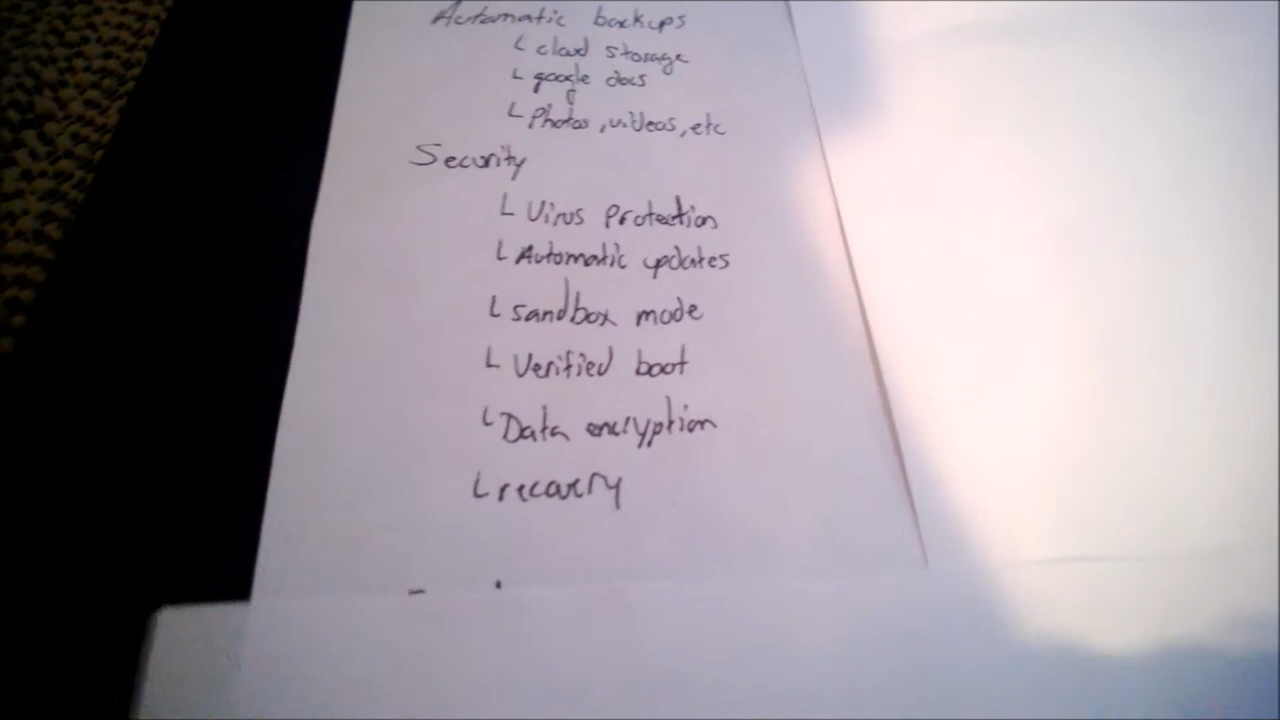 Automatic backups
└ cloud storage
└ google docs
└ Photos, videos, etc
Security
└ Virus Protection
└ Automatic updates
└ sandbox mode
└ Verified boot
└ Data encryption
└ recovery